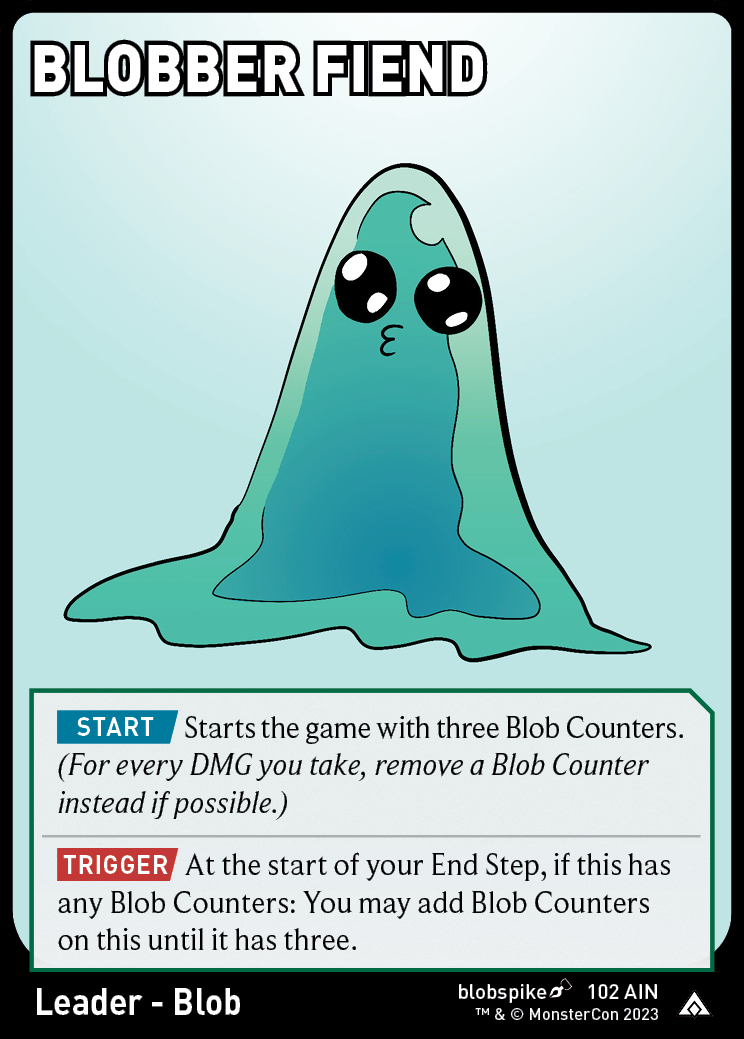 BLOBBER FIEND
START Starts the game with three Blob Counters.
(For every DMG you take, remove a Blob Counter
instead if possible.)
TRIGGER At the start of your End Step, if this has
any Blob Counters: You may add Blob Counters
on this until it has three.
Leader - Blob
blobspike 102 AIN
™ & © MonsterCon 2023